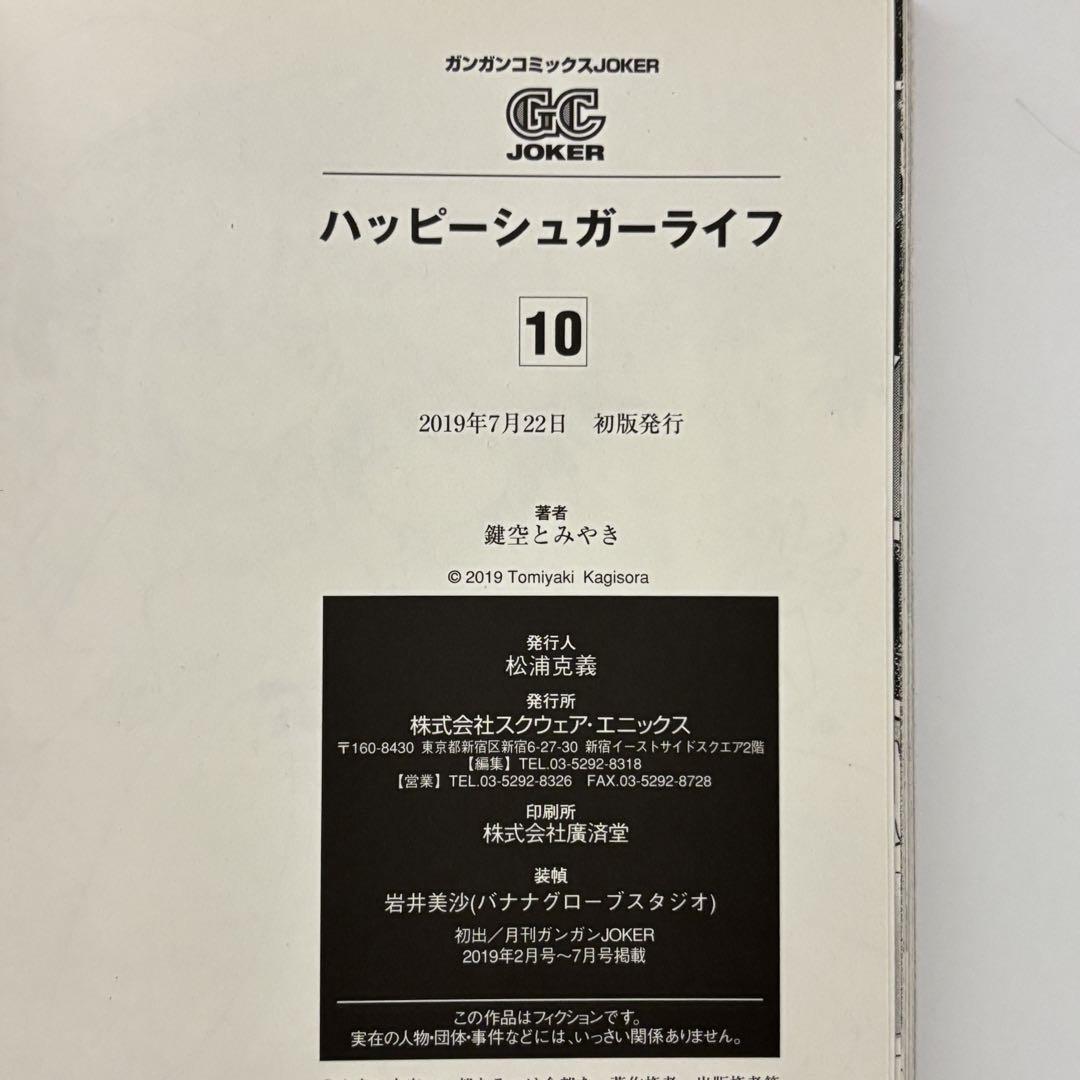 ガンガンコミックスJOKER
GC
JOKER
ハッピーシュガーライフ
10
2019年7月22日　初版発行
著者
鍵空とみやき
© 2019 Tomiyaki Kagisora
発行人
松浦克義
発行所
株式会社スクウェア・エニックス
〒160-8430 東京都新宿区新宿6-27-30 新宿イーストサイドスクエア2階
【編集】TEL.03-5292-8318
【営業】TEL.03-5292-8326　FAX.03-5292-8728
印刷所
株式会社廣済堂
装幀
岩井美沙(バナナグローブスタジオ)
初出／月刊ガンガンJOKER
2019年2月号～7月号掲載
この作品はフィクションです。
実在の人物・団体・事件などには、いっさい関係ありません。